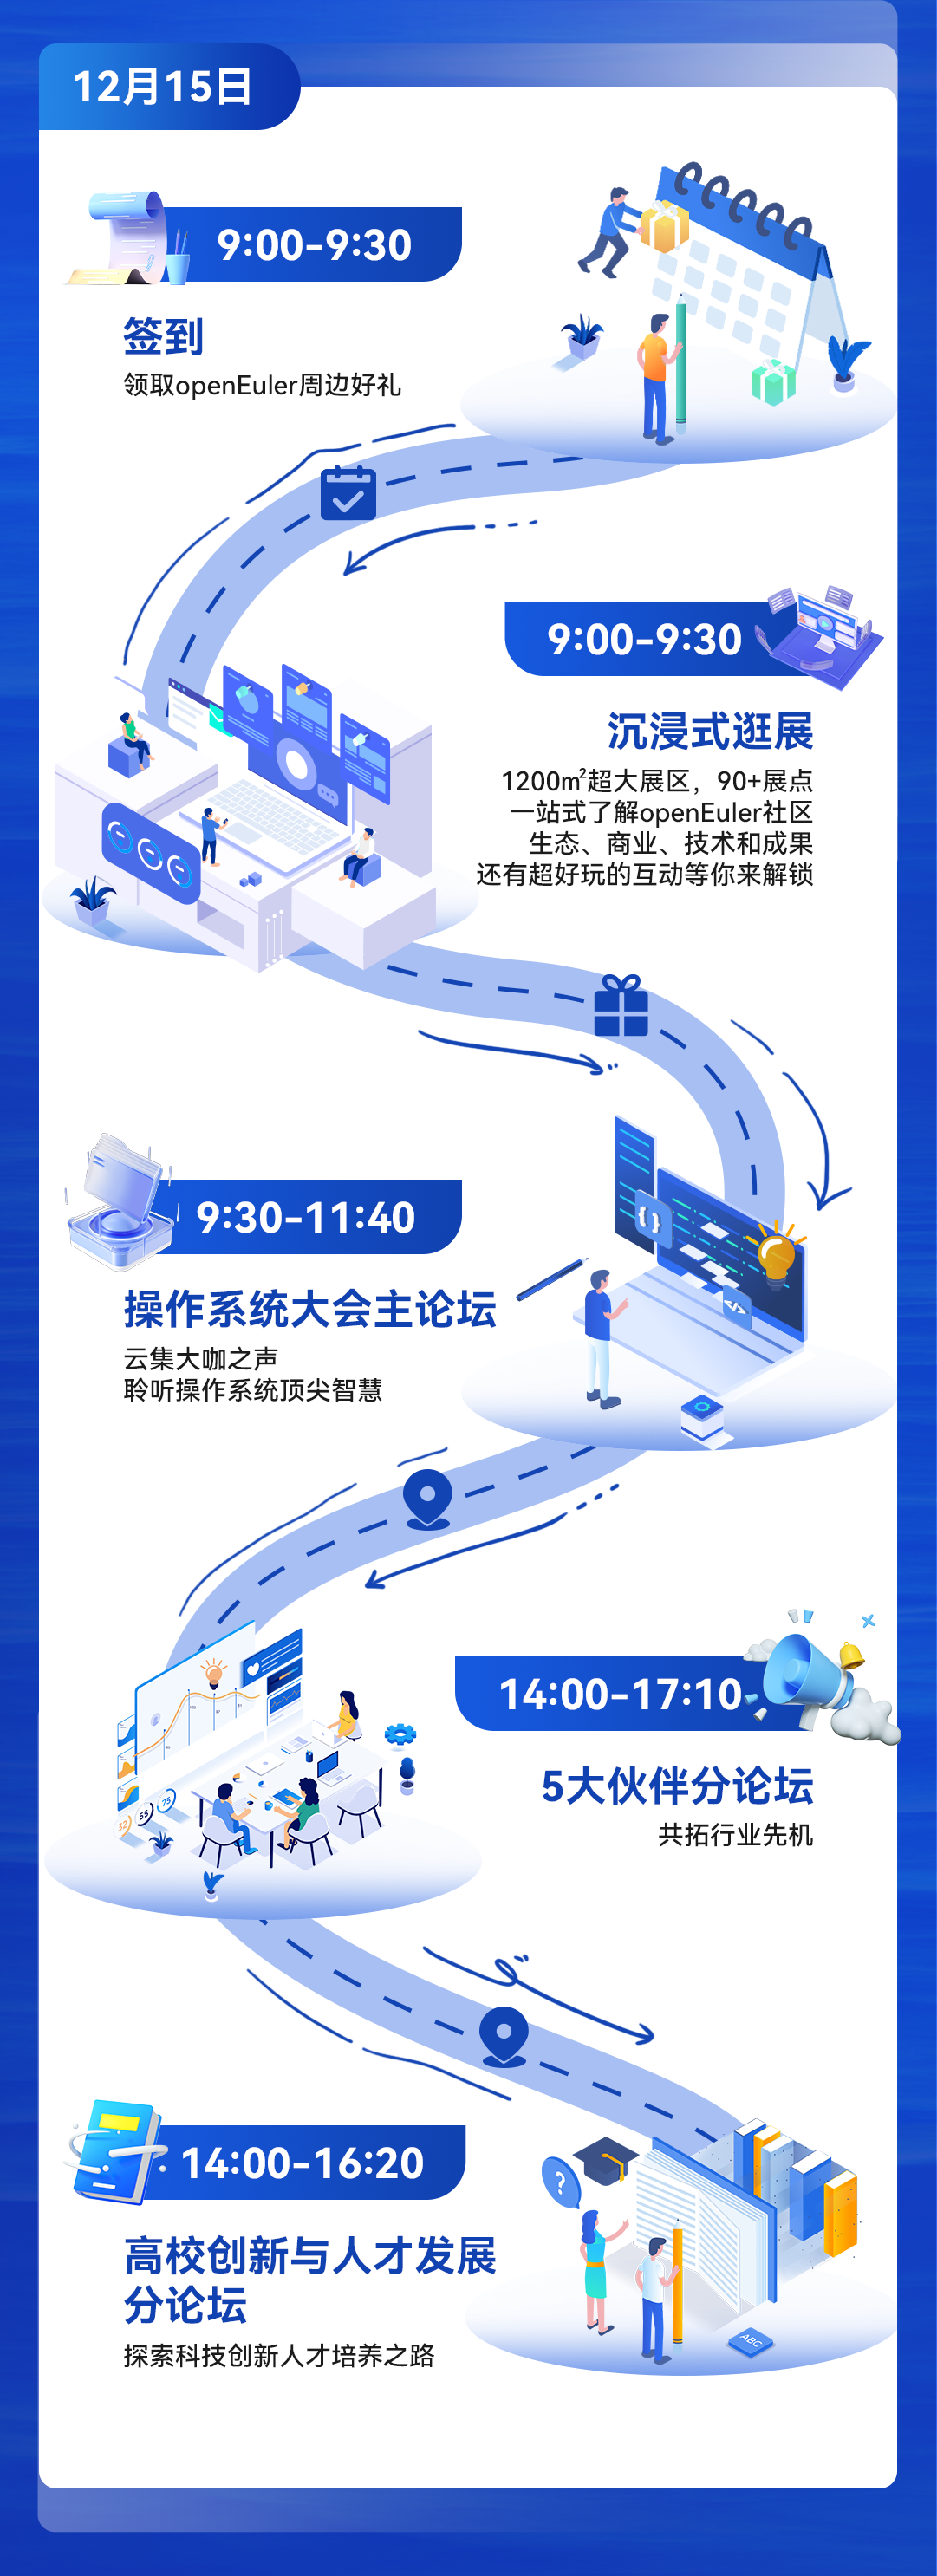 12月15日
9:00-9:30
签到
领取openEuler周边好礼
9:00-9:30
沉浸式逛展
1200㎡超大展区，90+展点
一站式了解openEuler社区
生态、商业、技术和成果
还有超好玩的互动等你来解锁
9:30-11:40
{}
</>
操作系统大会主论坛
云集大咖之声
聆听操作系统顶尖智慧
14:00-17:10
5大伙伴分论坛
共拓行业先机
32 55 75
14:00-16:20
?
高校创新与人才发展
分论坛
ABC
探索科技创新人才培养之路